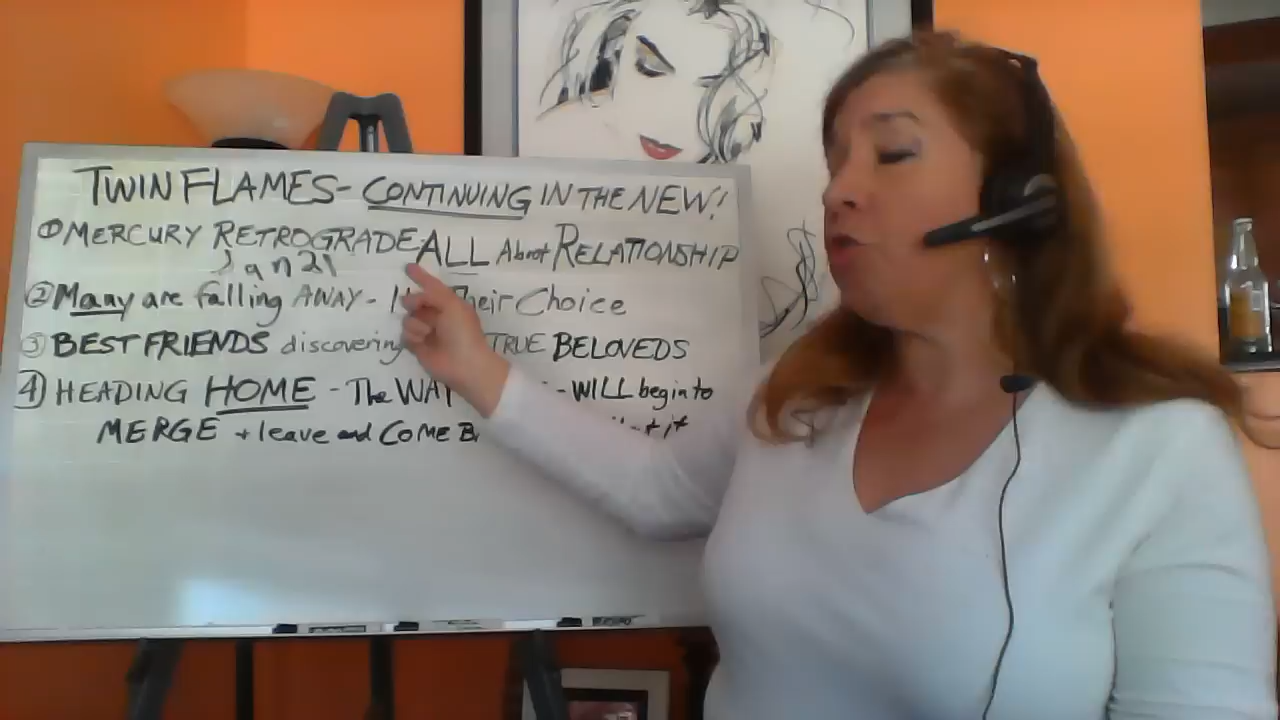 TWIN FLAMES- CONTINUING IN THE NEW!
① MERCURY RETROGRADE ALL About RELATIONSHIP
Jan 21
② Many are falling AWAY - Their Choice
③ BEST FRIENDS discovering TRUE BELOVEDS
④ HEADING HOME - The WAY - WILL begin to
MERGE + leave and COME it